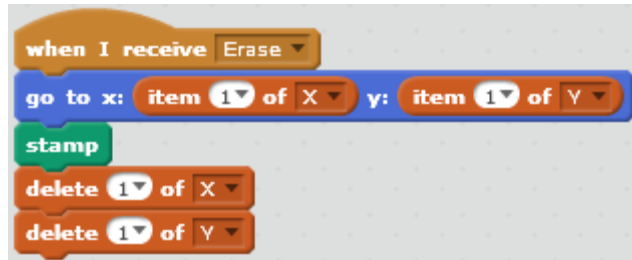 when I receive Erase
go to x: item 1 of X y: item 1 of Y
stamp
delete 1 of X
delete 1 of Y